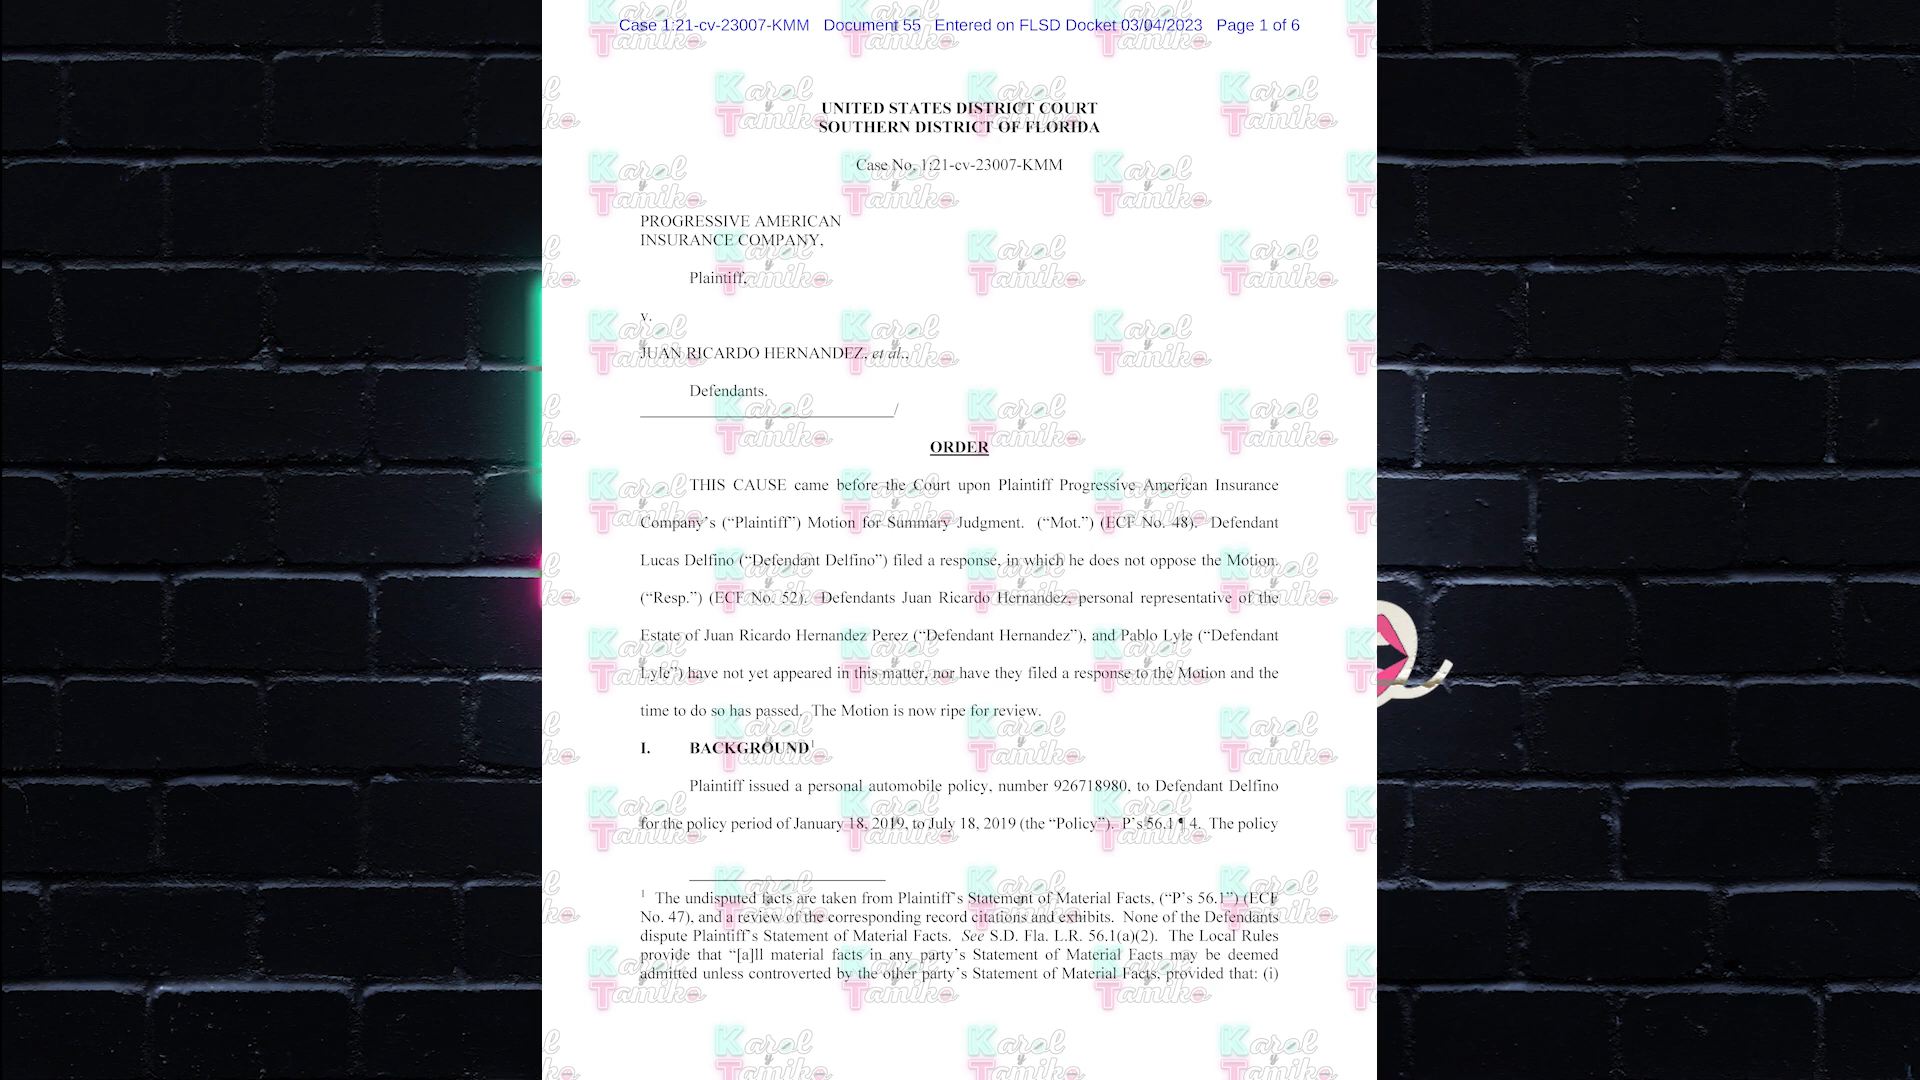 Case 1:21-cv-23007-KMM Document 55 Entered on FLSD Docket 03/04/2023 Page 1 of 6
UNITED STATES DISTRICT COURT
SOUTHERN DISTRICT OF FLORIDA
Case No. 1:21-cv-23007-KMM
PROGRESSIVE AMERICAN
INSURANCE COMPANY,
Plaintiff,
v.
JUAN RICARDO HERNANDEZ, et al.,
Defendants.
/
ORDER
THIS CAUSE came before the Court upon Plaintiff Progressive American Insurance
Company’s (“Plaintiff”) Motion for Summary Judgment. (“Mot.”) (ECF No. 48). Defendant
Lucas Delfino (“Defendant Delfino”) filed a response, in which he does not oppose the Motion.
(“Resp.”) (ECF No. 52). Defendants Juan Ricardo Hernandez, personal representative of the
Estate of Juan Ricardo Hernandez Perez (“Defendant Hernandez”), and Pablo Lyle (“Defendant
Lyle”) have not yet appeared in this matter, nor have they filed a response to the Motion and the
time to do so has passed. The Motion is now ripe for review.
I. BACKGROUND1
Plaintiff issued a personal automobile policy, number 926718980, to Defendant Delfino
for the policy period of January 18, 2019, to July 18, 2019 (the “Policy”). P’s 56.1 ¶ 4. The policy
1 The undisputed facts are taken from Plaintiff’s Statement of Material Facts, (“P’s 56.1”) (ECF
No. 47), and a review of the corresponding record citations and exhibits. None of the Defendants
dispute Plaintiff’s Statement of Material Facts. See S.D. Fla. L.R. 56.1(a)(2). The Local Rules
provide that “[a]ll material facts in any party’s Statement of Material Facts may be deemed
admitted unless controverted by the other party’s Statement of Material Facts, provided that: (i)
Karol
y
Tamiko